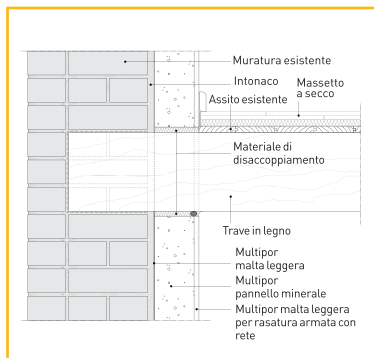 Muratura esistente
Intonaco
Massetto
a secco
Assito esistente
Materiale di
disaccoppiamento
Trave in legno
Multipor
malta leggera
Multipor
pannello minerale
Multipor malta leggera
per rasatura armata con
rete